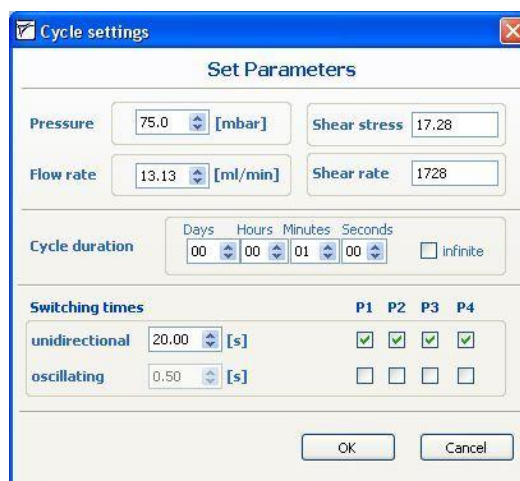 Cycle settings
Set Parameters
Pressure 75.0 [mbar] Shear stress 17.28
Flow rate 13.13 [ml/min] Shear rate 1728
Days Hours Minutes Seconds
Cycle duration 00 00 01 00 infinite
Switching times P1 P2 P3 P4
unidirectional 20.00 [s]
oscillating 0.50 [s]
OK Cancel